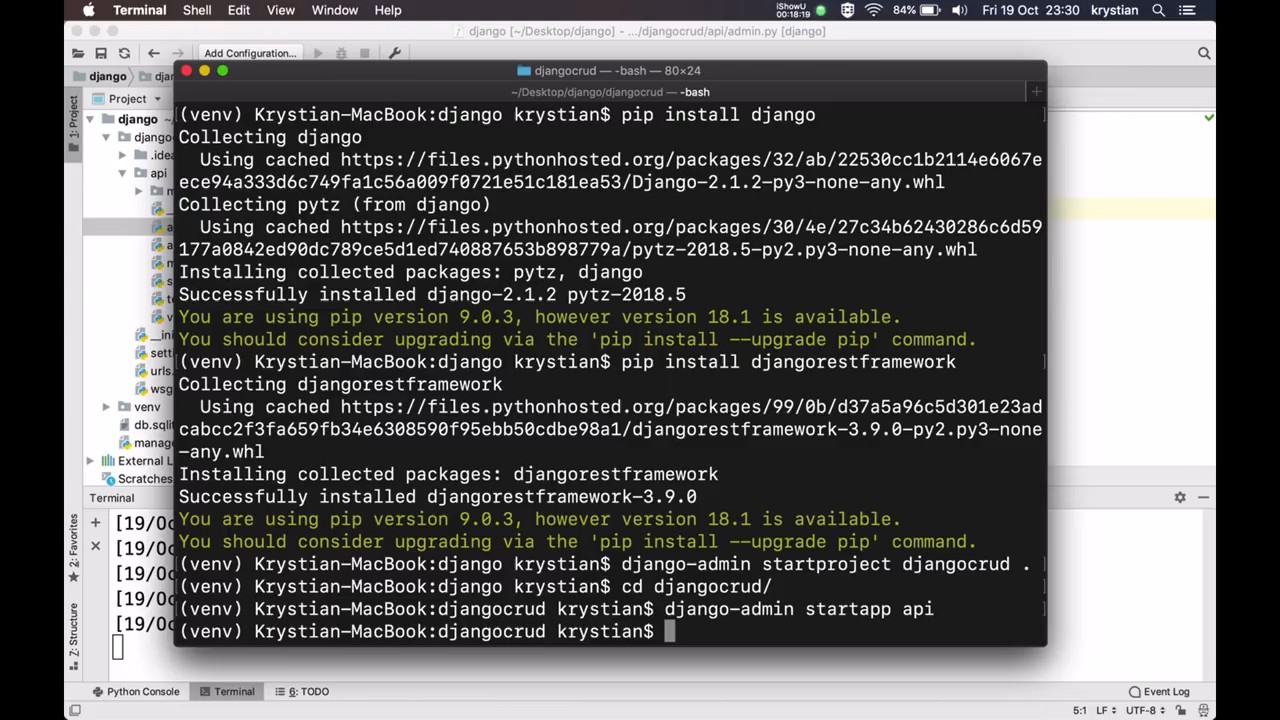 Terminal Shell Edit View Window Help iShowU 00:18:19 84% Fri 19 Oct 23:30 krystian
django [~/Desktop/django] - .../djangocrud/api/admin.py [django]
Add Configuration...
django
djangocrud — -bash — 80×24
~/Desktop/django/djangocrud — -bash
1: Project
Project
django
django
.idea
api
__ini
setti
urls.
wsg
venv
db.sqlit
manage
External L
Scratches
(venv) Krystian-MacBook:django krystian$ pip install django
Collecting django
Using cached https://files.pythonhosted.org/packages/32/ab/22530cc1b2114e6067e
ece94a333d6c749fa1c56a009f0721e51c181ea53/Django-2.1.2-py3-none-any.whl
Collecting pytz (from django)
Using cached https://files.pythonhosted.org/packages/30/4e/27c34b62430286c6d59
177a0842ed90dc789ce5d1ed740887653b898779a/pytz-2018.5-py2.py3-none-any.whl
Installing collected packages: pytz, django
Successfully installed django-2.1.2 pytz-2018.5
You are using pip version 9.0.3, however version 18.1 is available.
You should consider upgrading via the 'pip install --upgrade pip' command.
(venv) Krystian-MacBook:django krystian$ pip install djangorestframework
Collecting djangorestframework
Using cached https://files.pythonhosted.org/packages/99/0b/d37a5a96c5d301e23ad
cabcc2f3fa659fb34e6308590f95ebb50cdbe98a1/djangorestframework-3.9.0-py2.py3-none
-any.whl
Installing collected packages: djangorestframework
Successfully installed djangorestframework-3.9.0
You are using pip version 9.0.3, however version 18.1 is available.
You should consider upgrading via the 'pip install --upgrade pip' command.
(venv) Krystian-MacBook:django krystian$ django-admin startproject djangocrud .
(venv) Krystian-MacBook:django krystian$ cd djangocrud/
(venv) Krystian-MacBook:djangocrud krystian$ django-admin startapp api
(venv) Krystian-MacBook:djangocrud krystian$
Terminal
[19/Oc
[19/Oc
[19/Oc
[19/Oc
[19/Oc
2: Favorites
7: Structure
Python Console Terminal 6: TODO Event Log
5:1 LF UTF-8